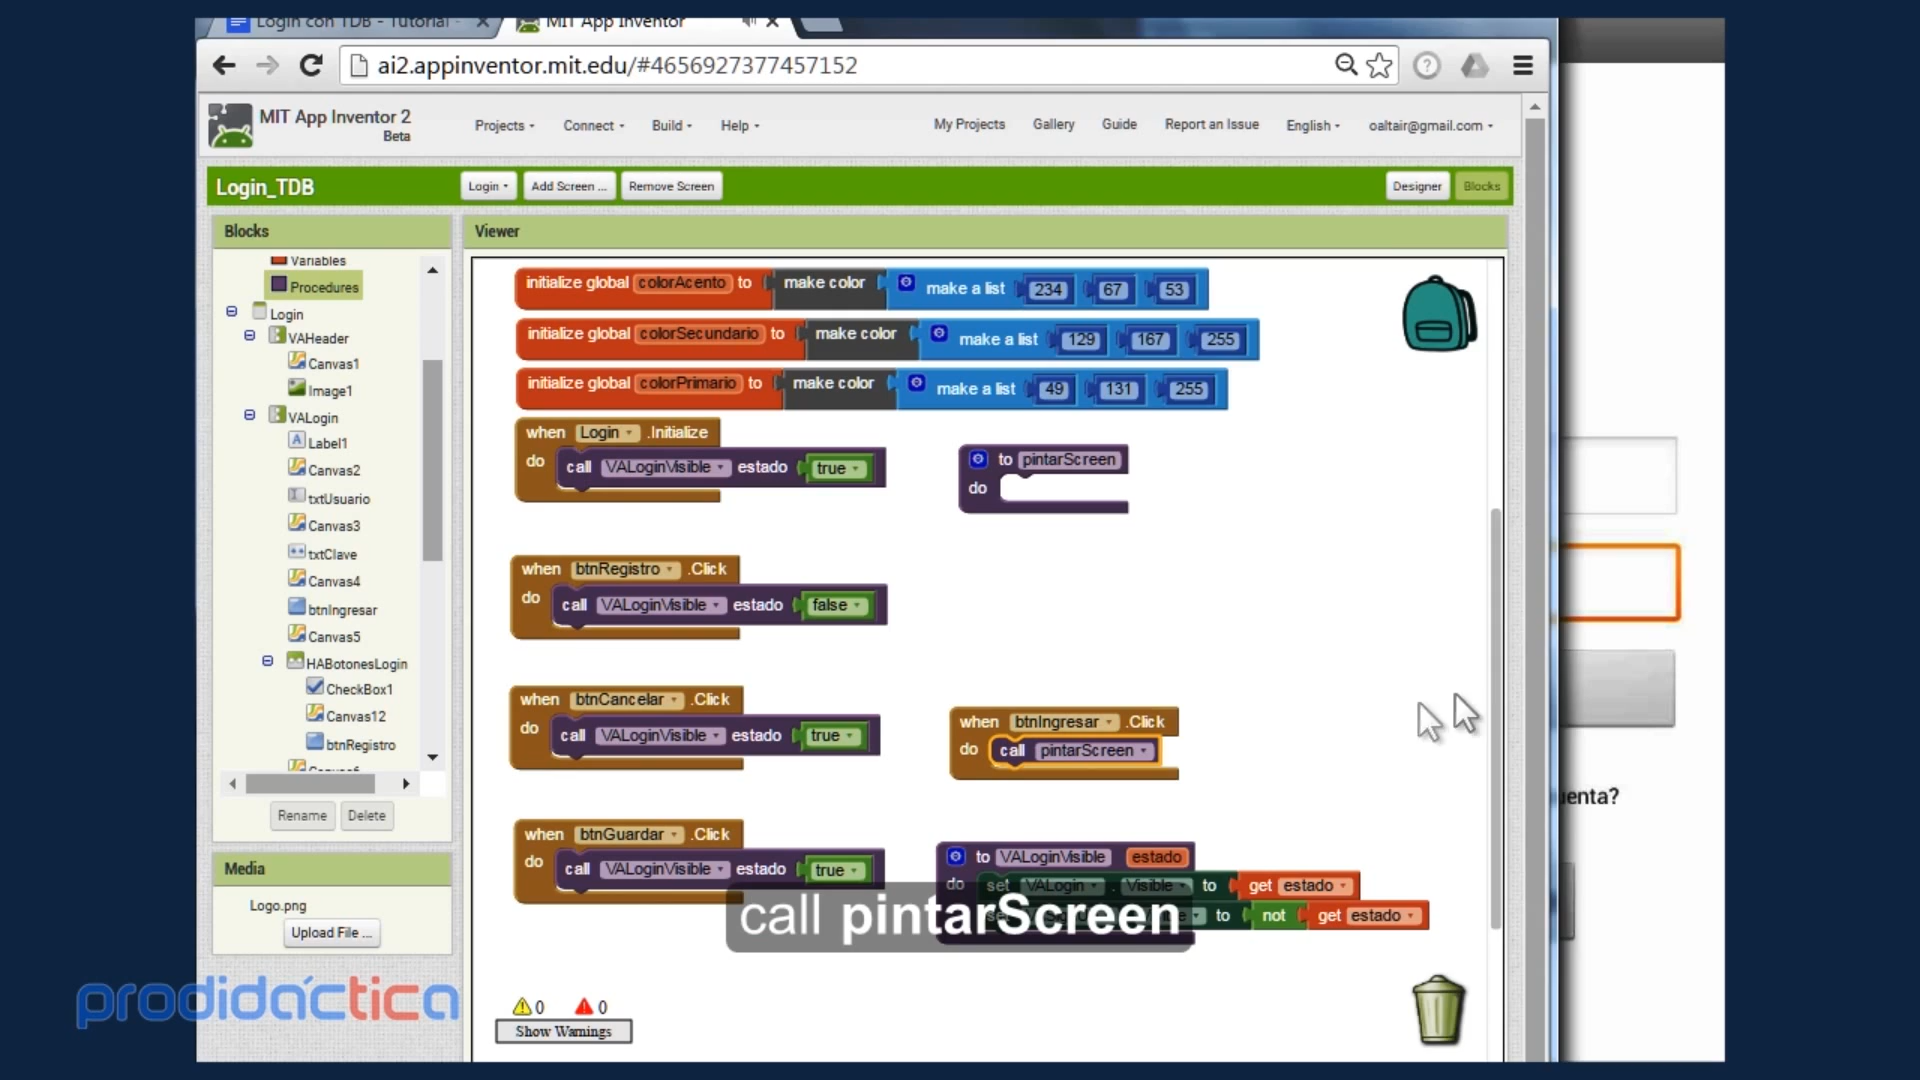 Login con TDB - Tutorial -
MIT App Inventor
ai2.appinventor.mit.edu/#4656927377457152
MIT App Inventor 2
Beta
Projects
Connect
Build
Help
My Projects
Gallery
Guide
Report an Issue
English
oaltair@gmail.com
Login_TDB
Login
Add Screen ...
Remove Screen
Designer
Blocks
Blocks
Viewer
Variables
Procedures
Login
VAHeader
Canvas1
Image1
VALogin
Label1
Canvas2
txtUsuario
Canvas3
txtClave
Canvas4
btnIngresar
Canvas5
HABotonesLogin
CheckBox1
Canvas12
btnRegistro
Rename
Delete
Media
Logo.png
Upload File ...
initialize global colorAcento to make color make a list 234 67 53
initialize global colorSecundario to make color make a list 129 167 255
initialize global colorPrimario to make color make a list 49 131 255
when Login .Initialize
do call VALoginVisible estado true
to pintarScreen
do
when btnRegistro .Click
do call VALoginVisible estado false
when btnCancelar .Click
do call VALoginVisible estado true
when btnIngresar .Click
do call pintarScreen
when btnGuardar .Click
do call VALoginVisible estado true
to VALoginVisible estado
do set VALogin . Visible to get estado
to not get estado
call pintarScreen
0 0
Show Warnings
uenta?
prodidáctica